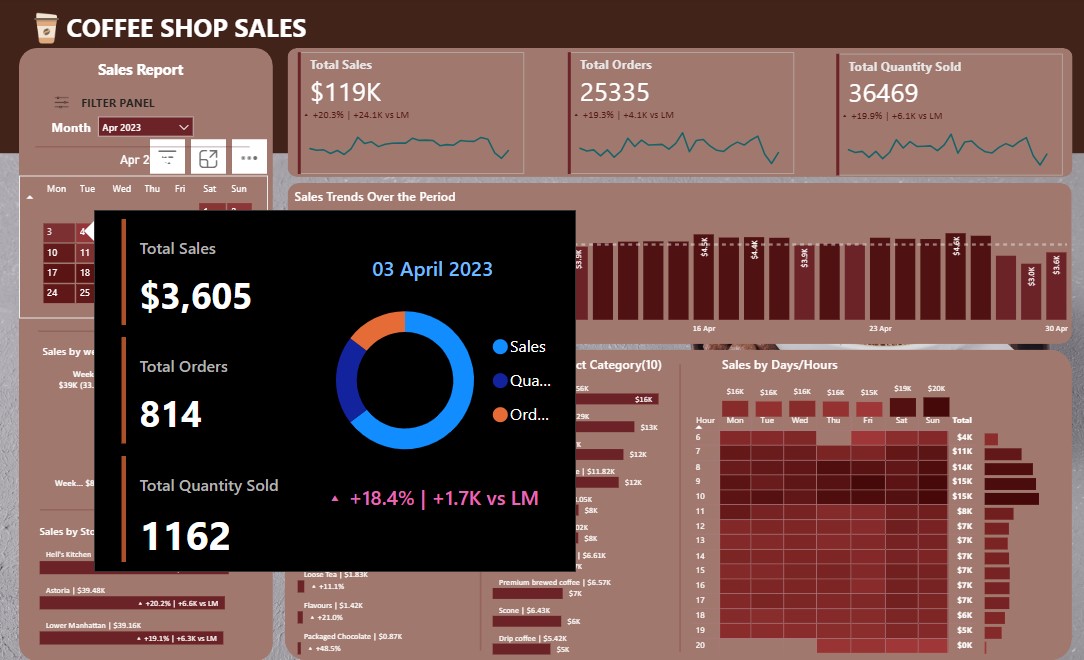 COFFEE SHOP SALES
Sales Report
FILTER PANEL
Month Apr 2023
Apr 2
Mon Tue Wed Thu Fri Sat Sun
3 4
10 11
17 18
24 25
Total Sales
$119K
+20.3% | +24.1K vs LM
Total Orders
25335
+19.3% | +4.1K vs LM
Total Quantity Sold
36469
+19.9% | +6.1K vs LM
Sales Trends Over the Period
$3.9K $4.5K $4.4K $3.9K $4.6K $3.0K $3.6K
16 Apr 23 Apr 30 Apr
Total Sales
$3,605
Total Orders
814
Total Quantity Sold
1162
03 April 2023
Sales
Qua...
Ord...
+18.4% | +1.7K vs LM
Sales by we
Week
$39K (33.
Week... $8
Sales by Sto
Hell's Kitchen
Astoria | $39.48K
+20.2% | +6.6K vs LM
Lower Manhattan | $39.16K
+19.1% | +6.3K vs LM
Loose Tea | $1.83K
+11.1%
Flavours | $1.42K
+21.0%
Packaged Chocolate | $0.87K
+48.5%
ct Category(10)
56K
$16K
29K
$13K
$12K
e | $11.82K
$12K
.05K
$8K
02K
$8K
| $6.61K
7K
Premium brewed coffee | $6.57K
$7K
Scone | $6.43K
$6K
Drip coffee | $5.42K
$5K
Sales by Days/Hours
$16K $16K $16K $16K $15K $19K $20K
Hour Mon Tue Wed Thu Fri Sat Sun Total
6 $4K
7 $11K
8 $14K
9 $15K
10 $15K
11 $8K
12 $7K
13 $7K
14 $7K
15 $7K
16 $7K
17 $7K
18 $6K
19 $5K
20 $0K